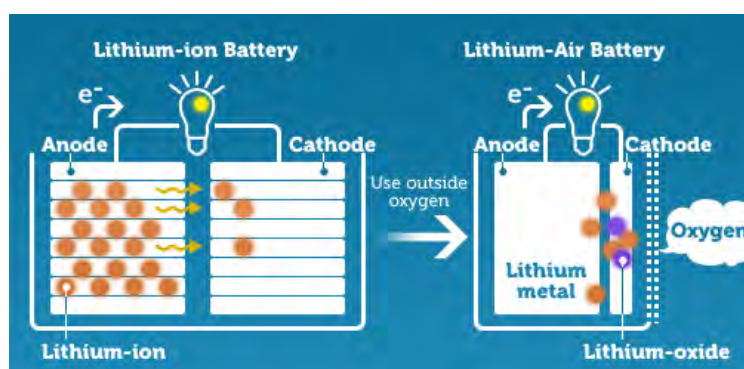 Lithium-ion Battery
e-
Anode
Cathode
Lithium-ion
Use outside
oxygen
Lithium-Air Battery
e-
Anode
Cathode
Lithium
metal
Oxygen
Lithium-oxide